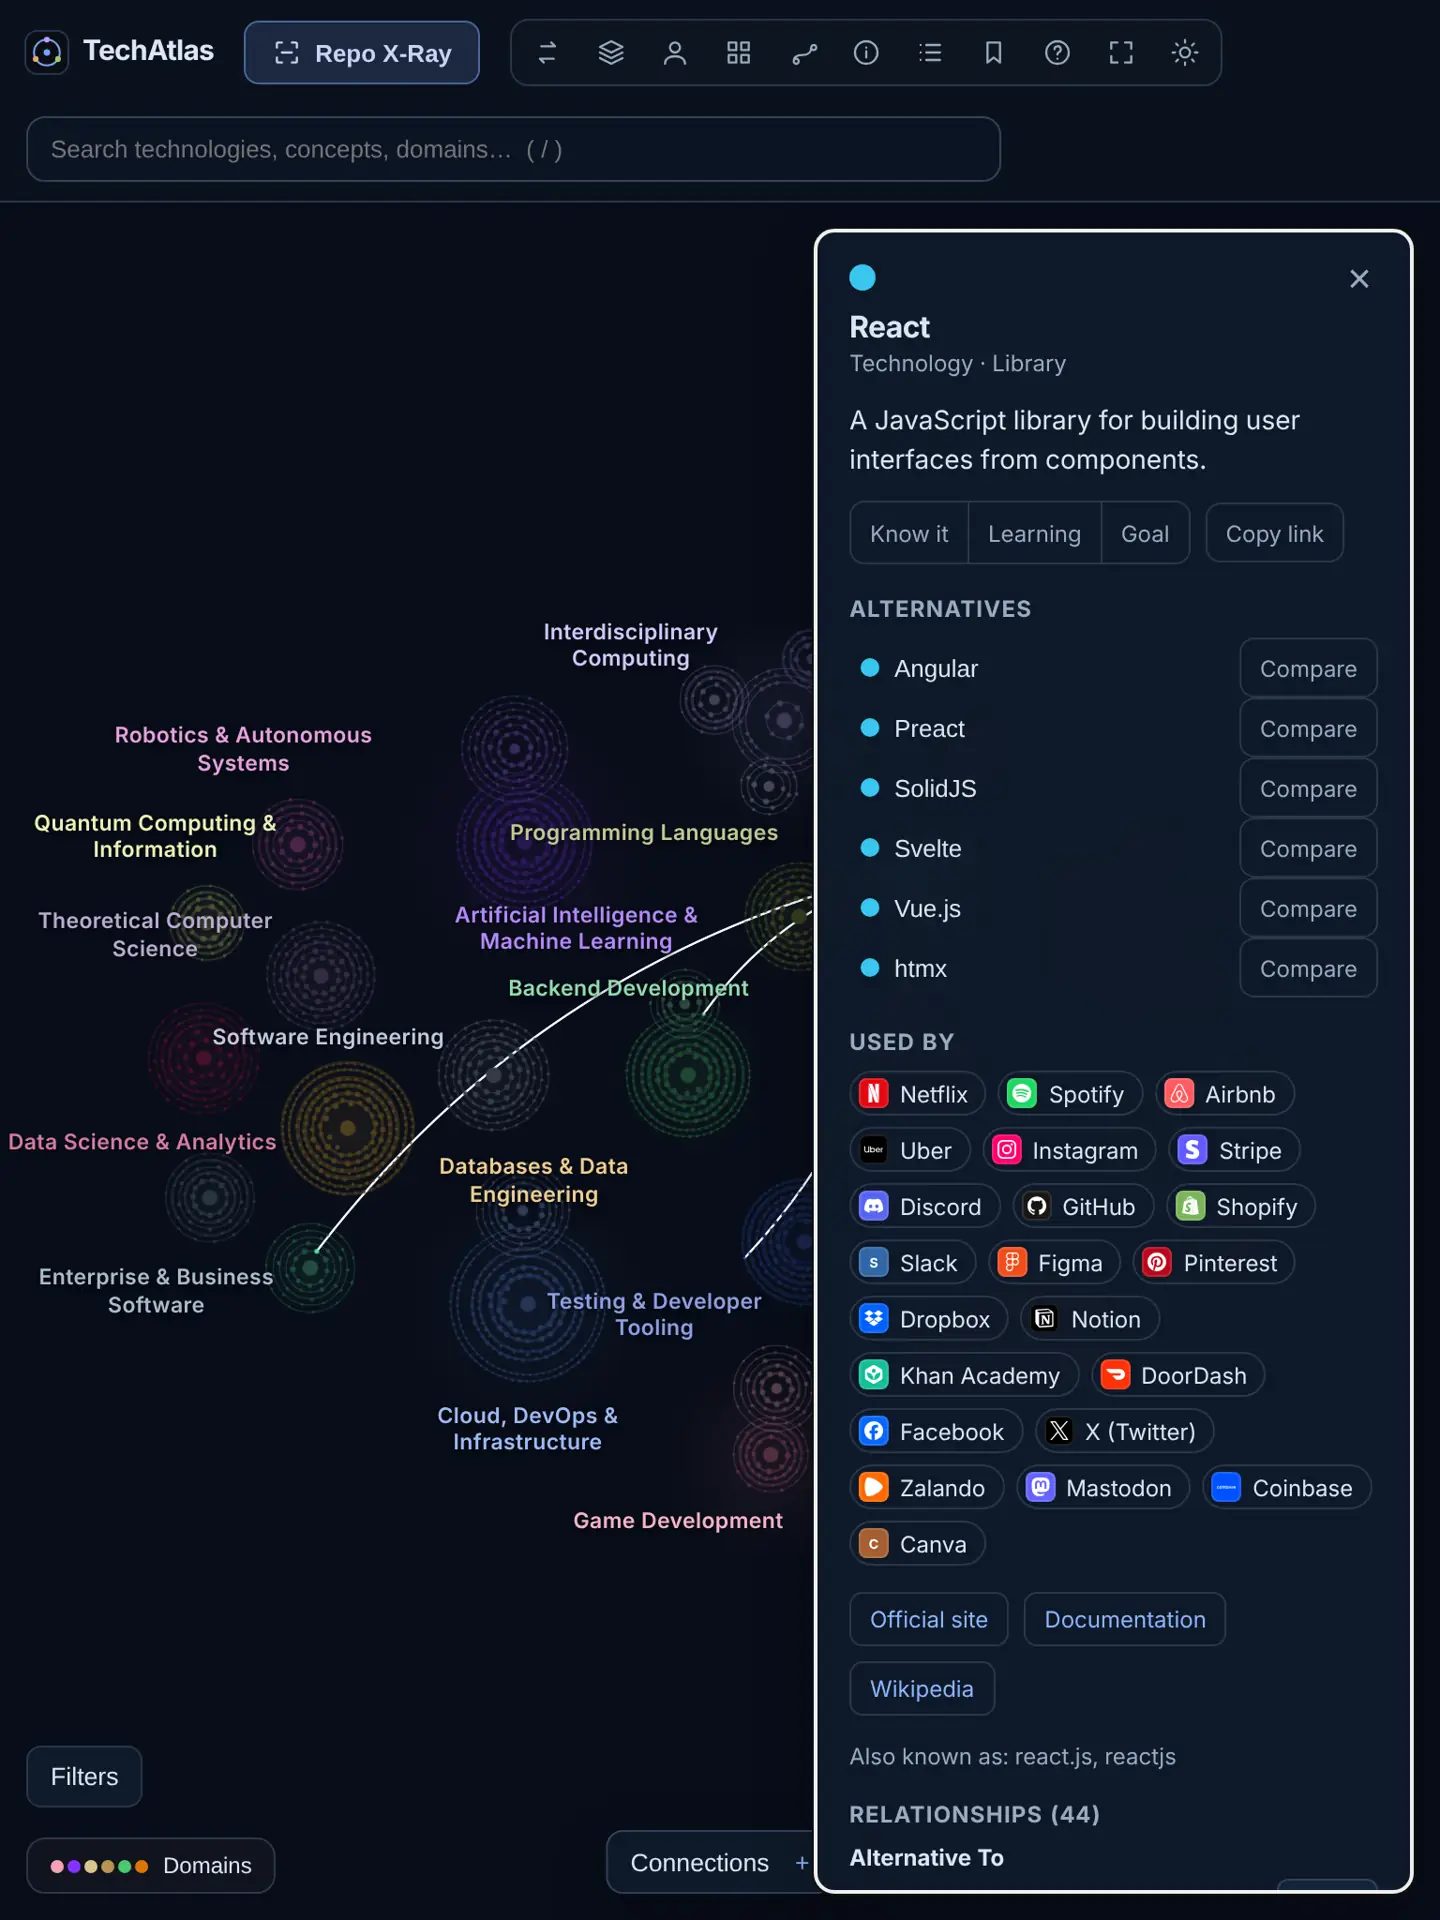 TechAtlas
Repo X-Ray
Search technologies, concepts, domains… ( / )
Interdisciplinary
Computing
Robotics & Autonomous
Systems
Quantum Computing &
Information
Programming Languages
Theoretical Computer
Science
Artificial Intelligence &
Machine Learning
Backend Development
Software Engineering
Data Science & Analytics
Databases & Data
Engineering
Enterprise & Business
Software
Testing & Developer
Tooling
Cloud, DevOps &
Infrastructure
Game Development
Filters
Domains
Connections +
React
Technology · Library
A JavaScript library for building user
interfaces from components.
Know it Learning Goal Copy link
ALTERNATIVES
Angular Compare
Preact Compare
SolidJS Compare
Svelte Compare
Vue.js Compare
htmx Compare
USED BY
Netflix Spotify Airbnb
Uber Uber Instagram Stripe
Discord GitHub Shopify
S Slack Figma Pinterest
Dropbox Notion
Khan Academy DoorDash
Facebook X (Twitter)
Zalando Mastodon coinbase Coinbase
C Canva
Official site Documentation
Wikipedia
Also known as: react.js, reactjs
RELATIONSHIPS (44)
Alternative To